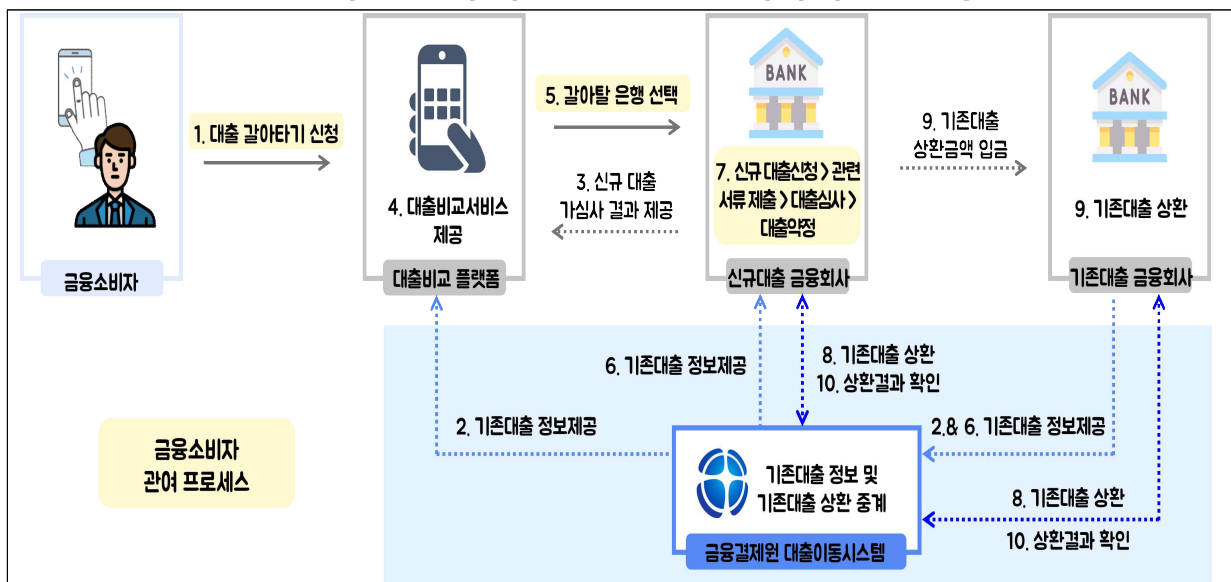 1. 대출 갈아타기 신청
금융소비자
4. 대출비교서비스
제공
대출비교 플랫폼
5. 갈아탈 은행 선택
3. 신규 대출
가심사 결과 제공
BANK
7. 신규 대출신청 > 관련
서류 제출 > 대출심사 >
대출약정
신규대출 금융회사
9. 기존대출
상환금액 입금
BANK
9. 기존대출 상환
기존대출 금융회사
6. 기존대출 정보제공
8. 기존대출 상환
10. 상환결과 확인
2. 기존대출 정보제공
2.& 6. 기존대출 정보제공
금융소비자
관여 프로세스
기존대출 정보 및
기존대출 상환 중계
금융결제원 대출이동시스템
8. 기존대출 상환
10. 상환결과 확인